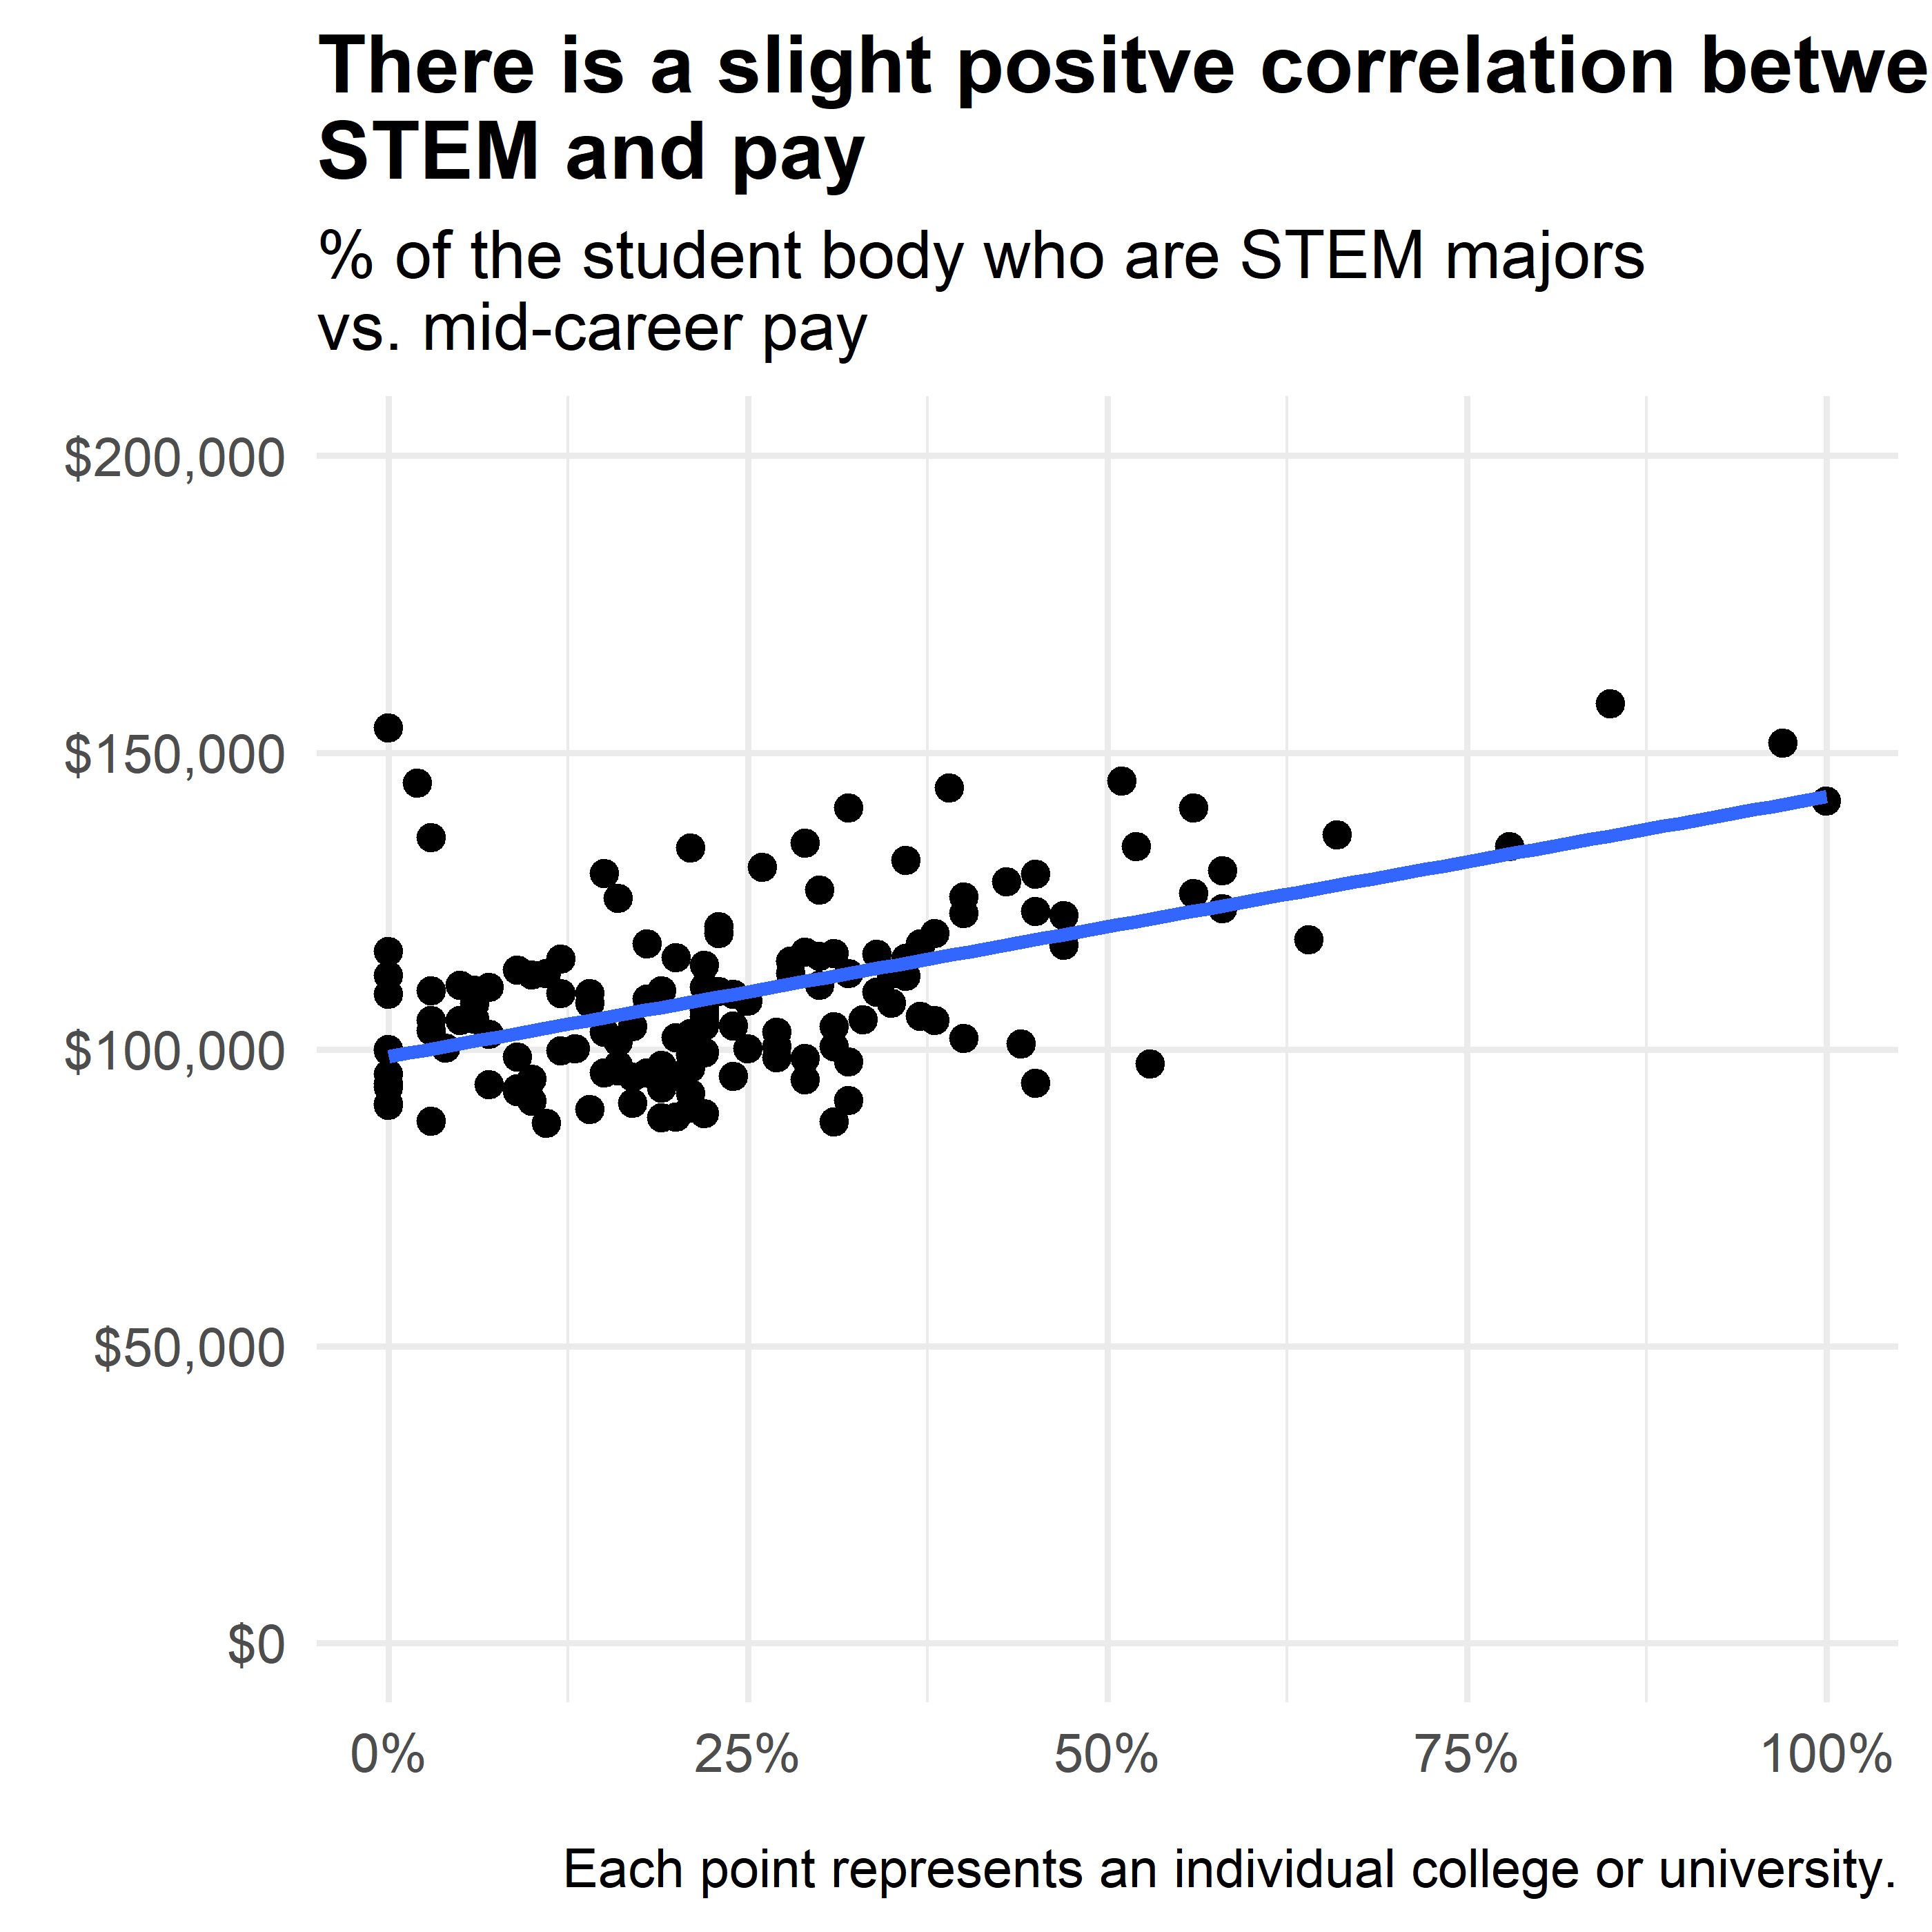 There is a slight positve correlation betwe
STEM and pay
% of the student body who are STEM majors
vs. mid-career pay
$200,000
$150,000
$100,000
$50,000
$0
0% 25% 50% 75% 100%
Each point represents an individual college or university.